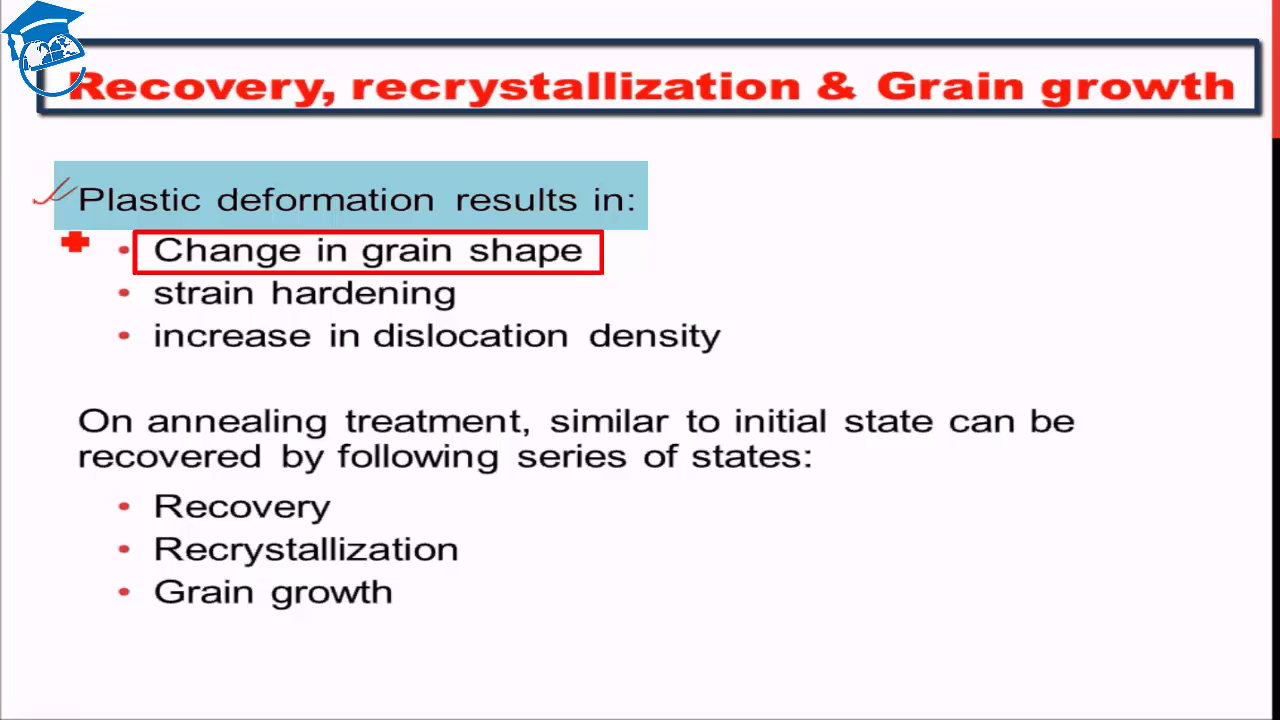 Recovery, recrystallization & Grain growth
Plastic deformation results in:
• Change in grain shape
• strain hardening
• increase in dislocation density
On annealing treatment, similar to initial state can be
recovered by following series of states:
• Recovery
• Recrystallization
• Grain growth